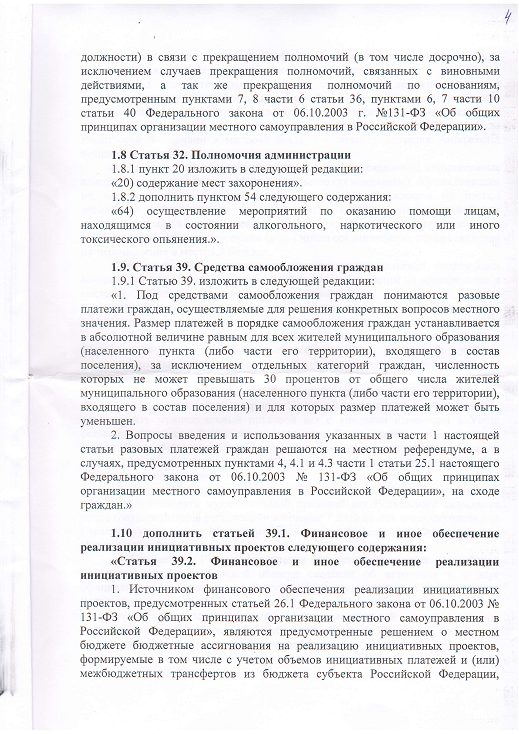 4
должности) в связи с прекращением полномочий (в том числе досрочно), за
исключением случаев прекращения полномочий, связанных с виновными
действиями, а так же прекращения полномочий по основаниям,
предусмотренным пунктами 7, 8 части 6 статьи 36, пунктами 6, 7 части 10
статьи 40 Федерального закона от 06.10.2003 г. №131-ФЗ «Об общих
принципах организации местного самоуправления в Российской Федерации».
1.8 Статья 32. Полномочия администрации
1.8.1 пункт 20 изложить в следующей редакции:
«20) содержание мест захоронения».
1.8.2 дополнить пунктом 54 следующего содержания:
«64) осуществление мероприятий по оказанию помощи лицам,
находящимся в состоянии алкогольного, наркотического или иного
токсического опьянения.».
1.9. Статья 39. Средства самообложения граждан
1.9.1 Статью 39. изложить в следующей редакции:
«1. Под средствами самообложения граждан понимаются разовые
платежи граждан, осуществляемые для решения конкретных вопросов местного
значения. Размер платежей в порядке самообложения граждан устанавливается
в абсолютной величине равным для всех жителей муниципального образования
(населенного пункта (либо части его территории), входящего в состав
поселения), за исключением отдельных категорий граждан, численность
которых не может превышать 30 процентов от общего числа жителей
муниципального образования (населенного пункта (либо части его территории),
входящего в состав поселения) и для которых размер платежей может быть
уменьшен.
2. Вопросы введения и использования указанных в части 1 настоящей
статьи разовых платежей граждан решаются на местном референдуме, а в
случаях, предусмотренных пунктами 4, 4.1 и 4.3 части 1 статьи 25.1 настоящего
Федерального закона от 06.10.2003 № 131-ФЗ «Об общих принципах
организации местного самоуправления в Российской Федерации», на сходе
граждан.»
1.10 дополнить статьей 39.1. Финансовое и иное обеспечение
реализации инициативных проектов следующего содержания:
«Статья 39.2. Финансовое и иное обеспечение реализации
инициативных проектов
1. Источником финансового обеспечения реализации инициативных
проектов, предусмотренных статьей 26.1 Федерального закона от 06.10.2003 №
131-ФЗ «Об общих принципах организации местного самоуправления в
Российской Федерации», являются предусмотренные решением о местном
бюджете бюджетные ассигнования на реализацию инициативных проектов,
формируемые в том числе с учетом объемов инициативных платежей и (или)
межбюджетных трансфертов из бюджета субъекта Российской Федерации,